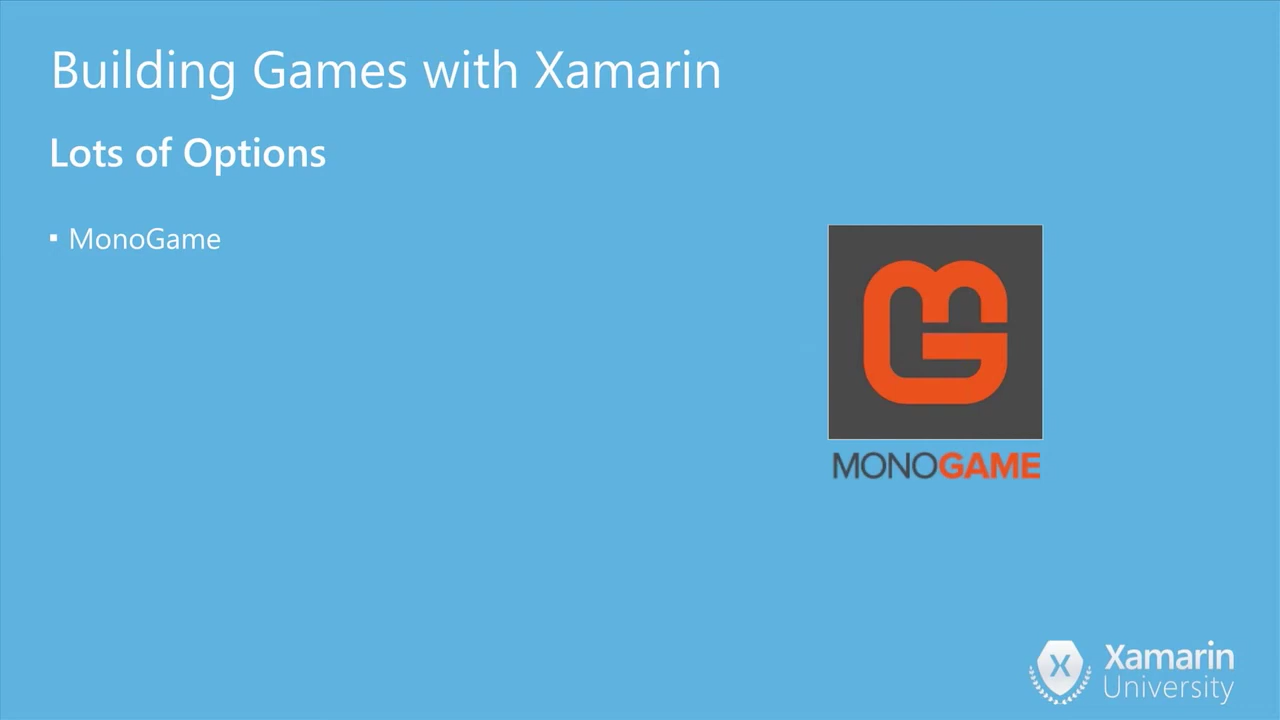 Building Games with Xamarin
Lots of Options
▪ MonoGame
MONOGAME
X
Xamarin
University